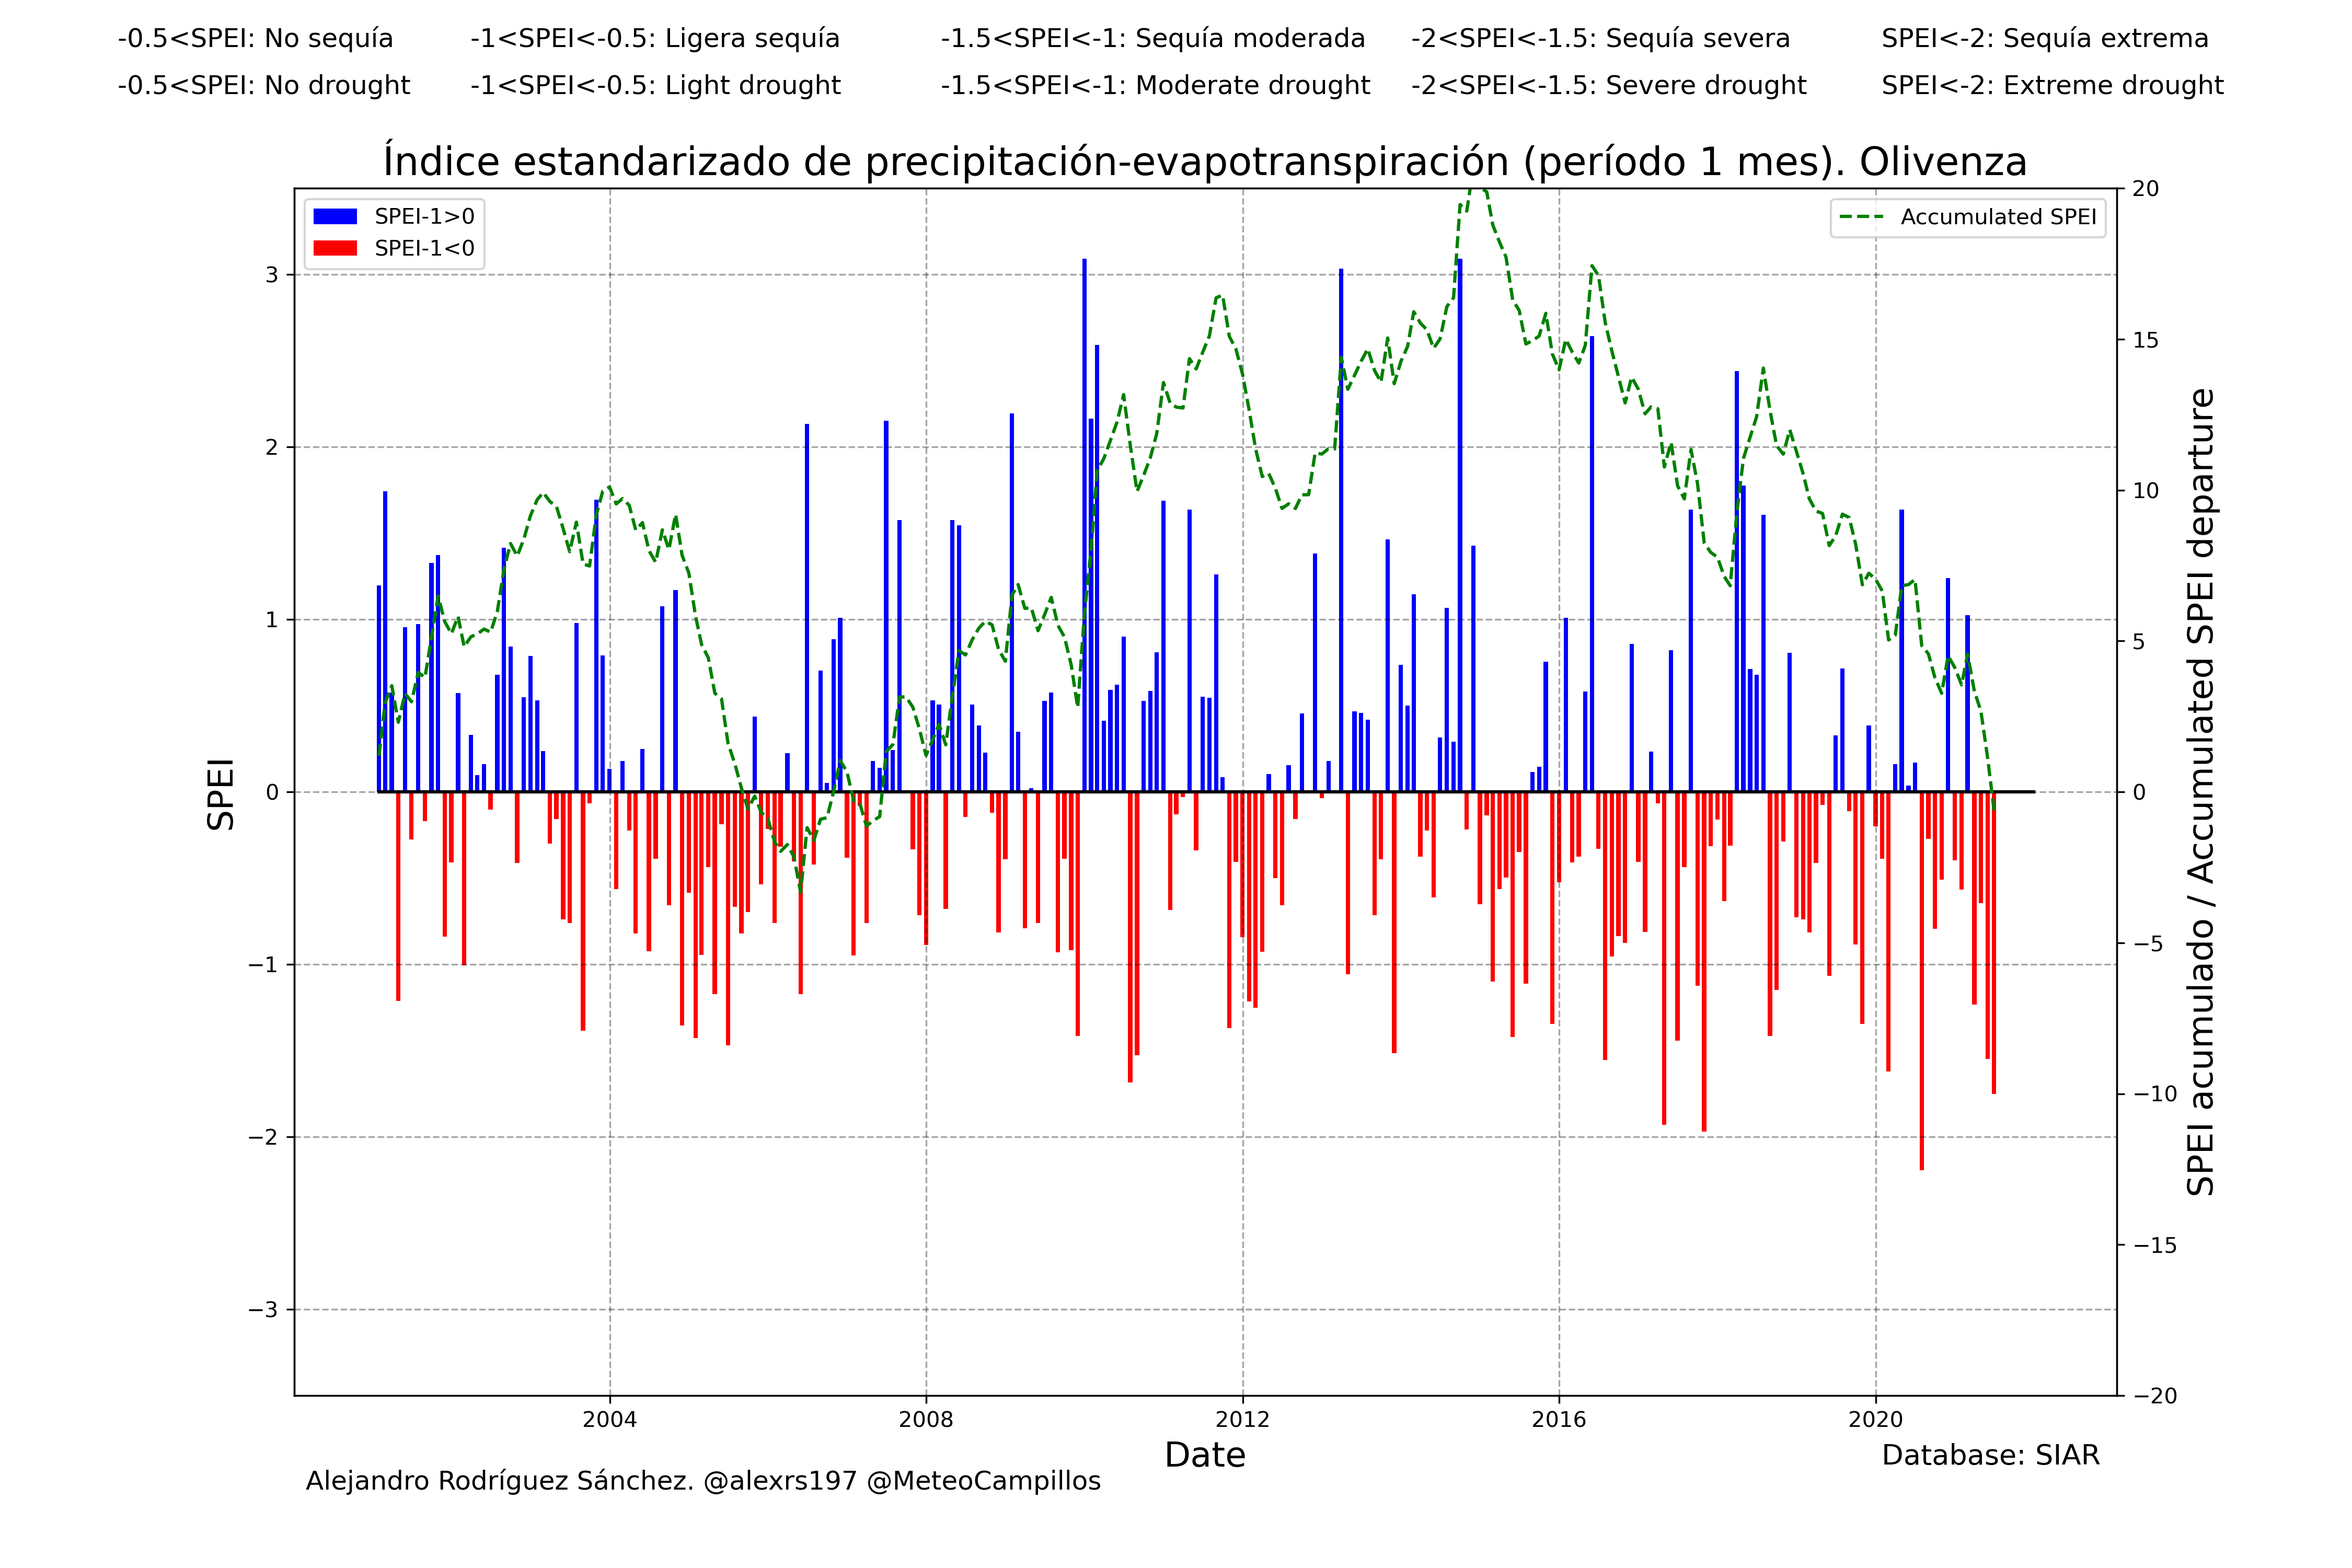 -0.5<SPEI: No sequía -1<SPEI<-0.5: Ligera sequía -1.5<SPEI<-1: Sequía moderada -2<SPEI<-1.5: Sequía severa SPEI<-2: Sequía extrema
-0.5<SPEI: No drought -1<SPEI<-0.5: Light drought -1.5<SPEI<-1: Moderate drought -2<SPEI<-1.5: Severe drought SPEI<-2: Extreme drought
Índice estandarizado de precipitación-evapotranspiración (período 1 mes). Olivenza
SPEI-1>0
SPEI-1<0
Accumulated SPEI
SPEI
3
2
1
0
−1
−2
−3
20
15
10
5
0
−5
−10
−15
−20
SPEI acumulado / Accumulated SPEI departure
2004 2008 2012 2016 2020
Date
Database: SIAR
Alejandro Rodríguez Sánchez. @alexrs197 @MeteoCampillos